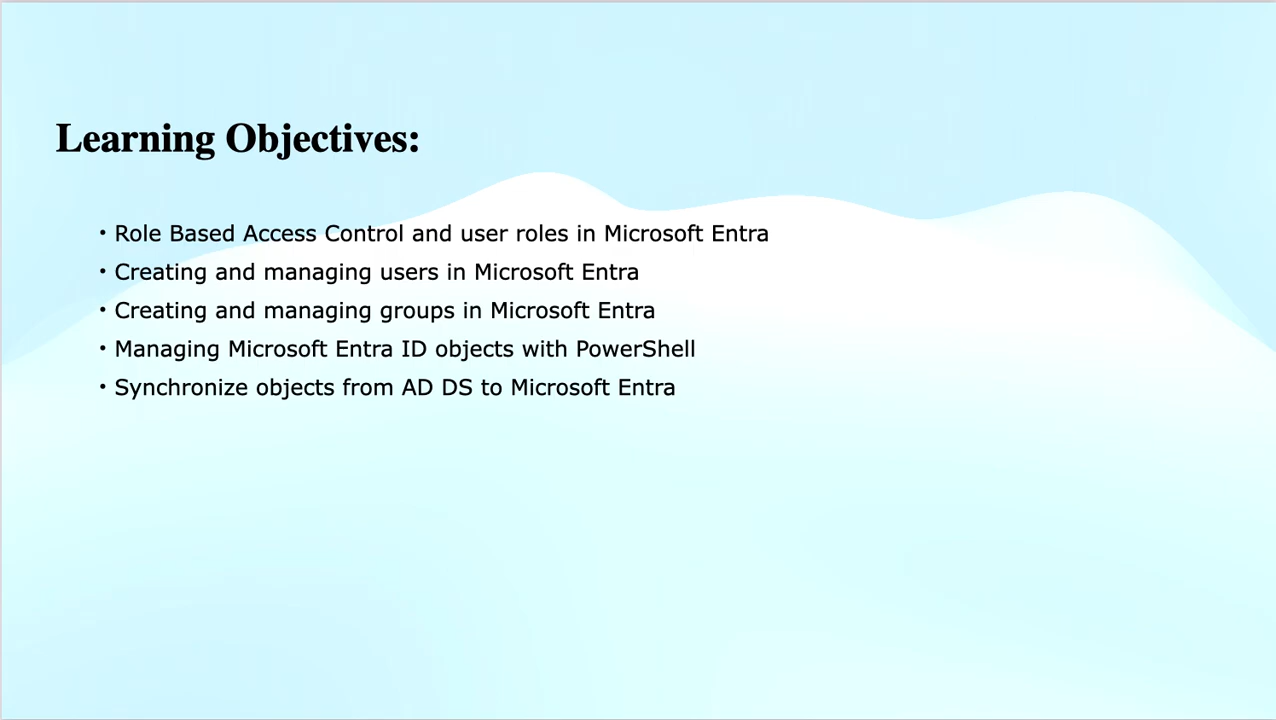 Learning Objectives:
• Role Based Access Control and user roles in Microsoft Entra
• Creating and managing users in Microsoft Entra
• Creating and managing groups in Microsoft Entra
• Managing Microsoft Entra ID objects with PowerShell
• Synchronize objects from AD DS to Microsoft Entra